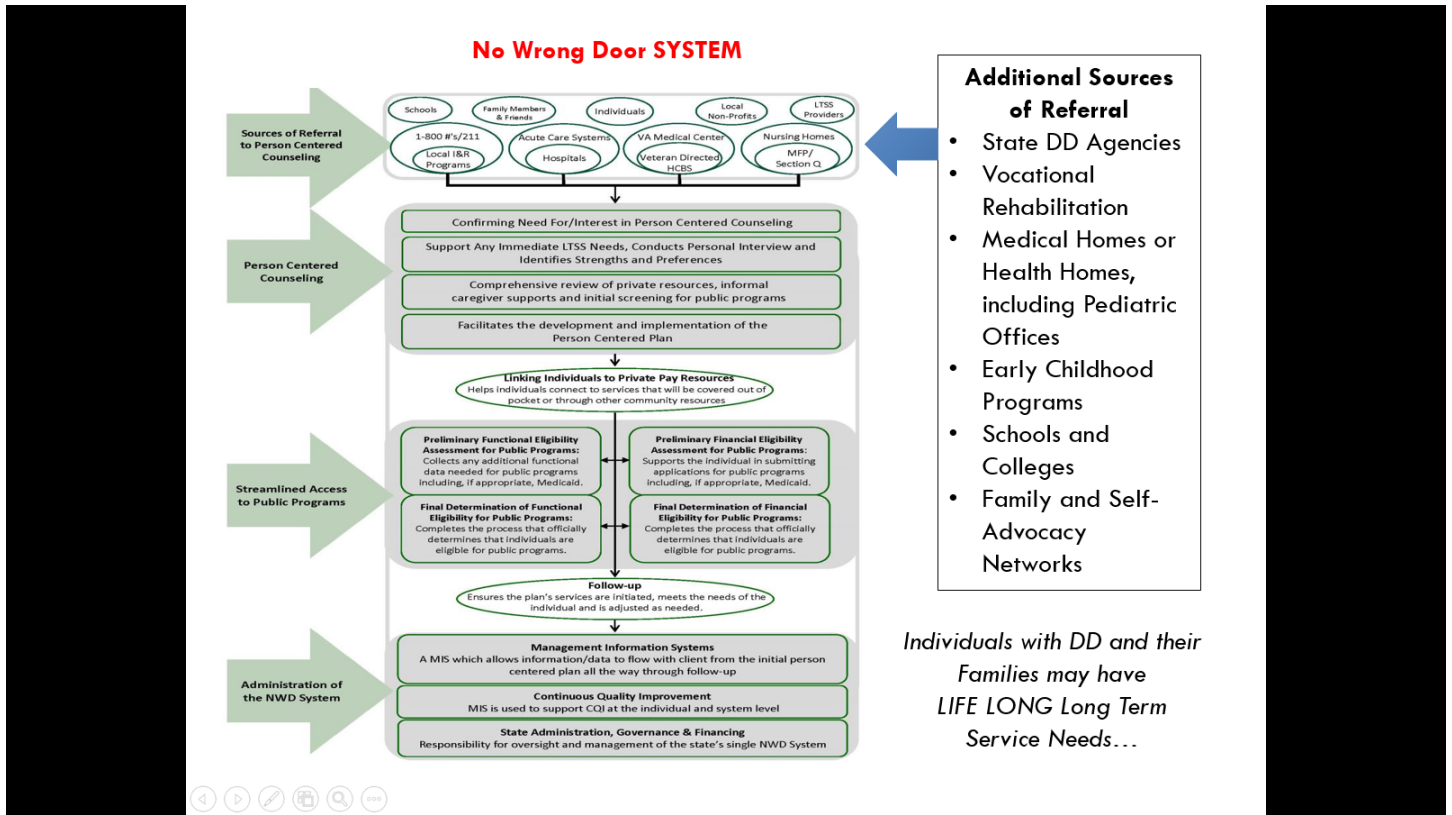 No Wrong Door SYSTEM
Sources of Referral
to Person Centered
Counseling
Schools
Family Members
& Friends
Individuals
Local
Non-Profits
LTSS
Providers
1-800 #'s/211
Local I&R
Programs
Acute Care Systems
Hospitals
VA Medical Center
Veteran Directed
HCBS
Nursing Homes
MFP/
Section Q
Person Centered
Counseling
Confirming Need For/Interest in Person Centered Counseling
Support Any Immediate LTSS Needs, Conducts Personal Interview and
Identifies Strengths and Preferences
Comprehensive review of private resources, informal
caregiver supports and initial screening for public programs
Facilitates the development and implementation of the
Person Centered Plan
Linking Individuals to Private Pay Resources
Helps individuals connect to services that will be covered out of
pocket or through other community resources
Streamlined Access
to Public Programs
Preliminary Functional Eligibility
Assessment for Public Programs:
Collects any additional functional
data needed for public programs
including, if appropriate, Medicaid.
Preliminary Financial Eligibility
Assessment for Public Programs:
Supports the individual in submitting
applications for public programs
including, if appropriate, Medicaid.
Final Determination of Functional
Eligibility for Public Programs:
Completes the process that officially
determines that individuals are
eligible for public programs.
Final Determination of Financial
Eligibility for Public Programs:
Completes the process that officially
determines that individuals are
eligible for public programs.
Follow-up
Ensures the plan's services are initiated, meets the needs of the
individual and is adjusted as needed.
Administration of
the NWD System
Management Information Systems
A MIS which allows information/data to flow with client from the initial person
centered plan all the way through follow-up
Continuous Quality Improvement
MIS is used to support CQI at the individual and system level
State Administration, Governance & Financing
Responsibility for oversight and management of the state's single NWD System
Additional Sources
of Referral
• State DD Agencies
• Vocational
Rehabilitation
• Medical Homes or
Health Homes,
including Pediatric
Offices
• Early Childhood
Programs
• Schools and
Colleges
• Family and Self-
Advocacy
Networks
Individuals with DD and their
Families may have
LIFE LONG Long Term
Service Needs…